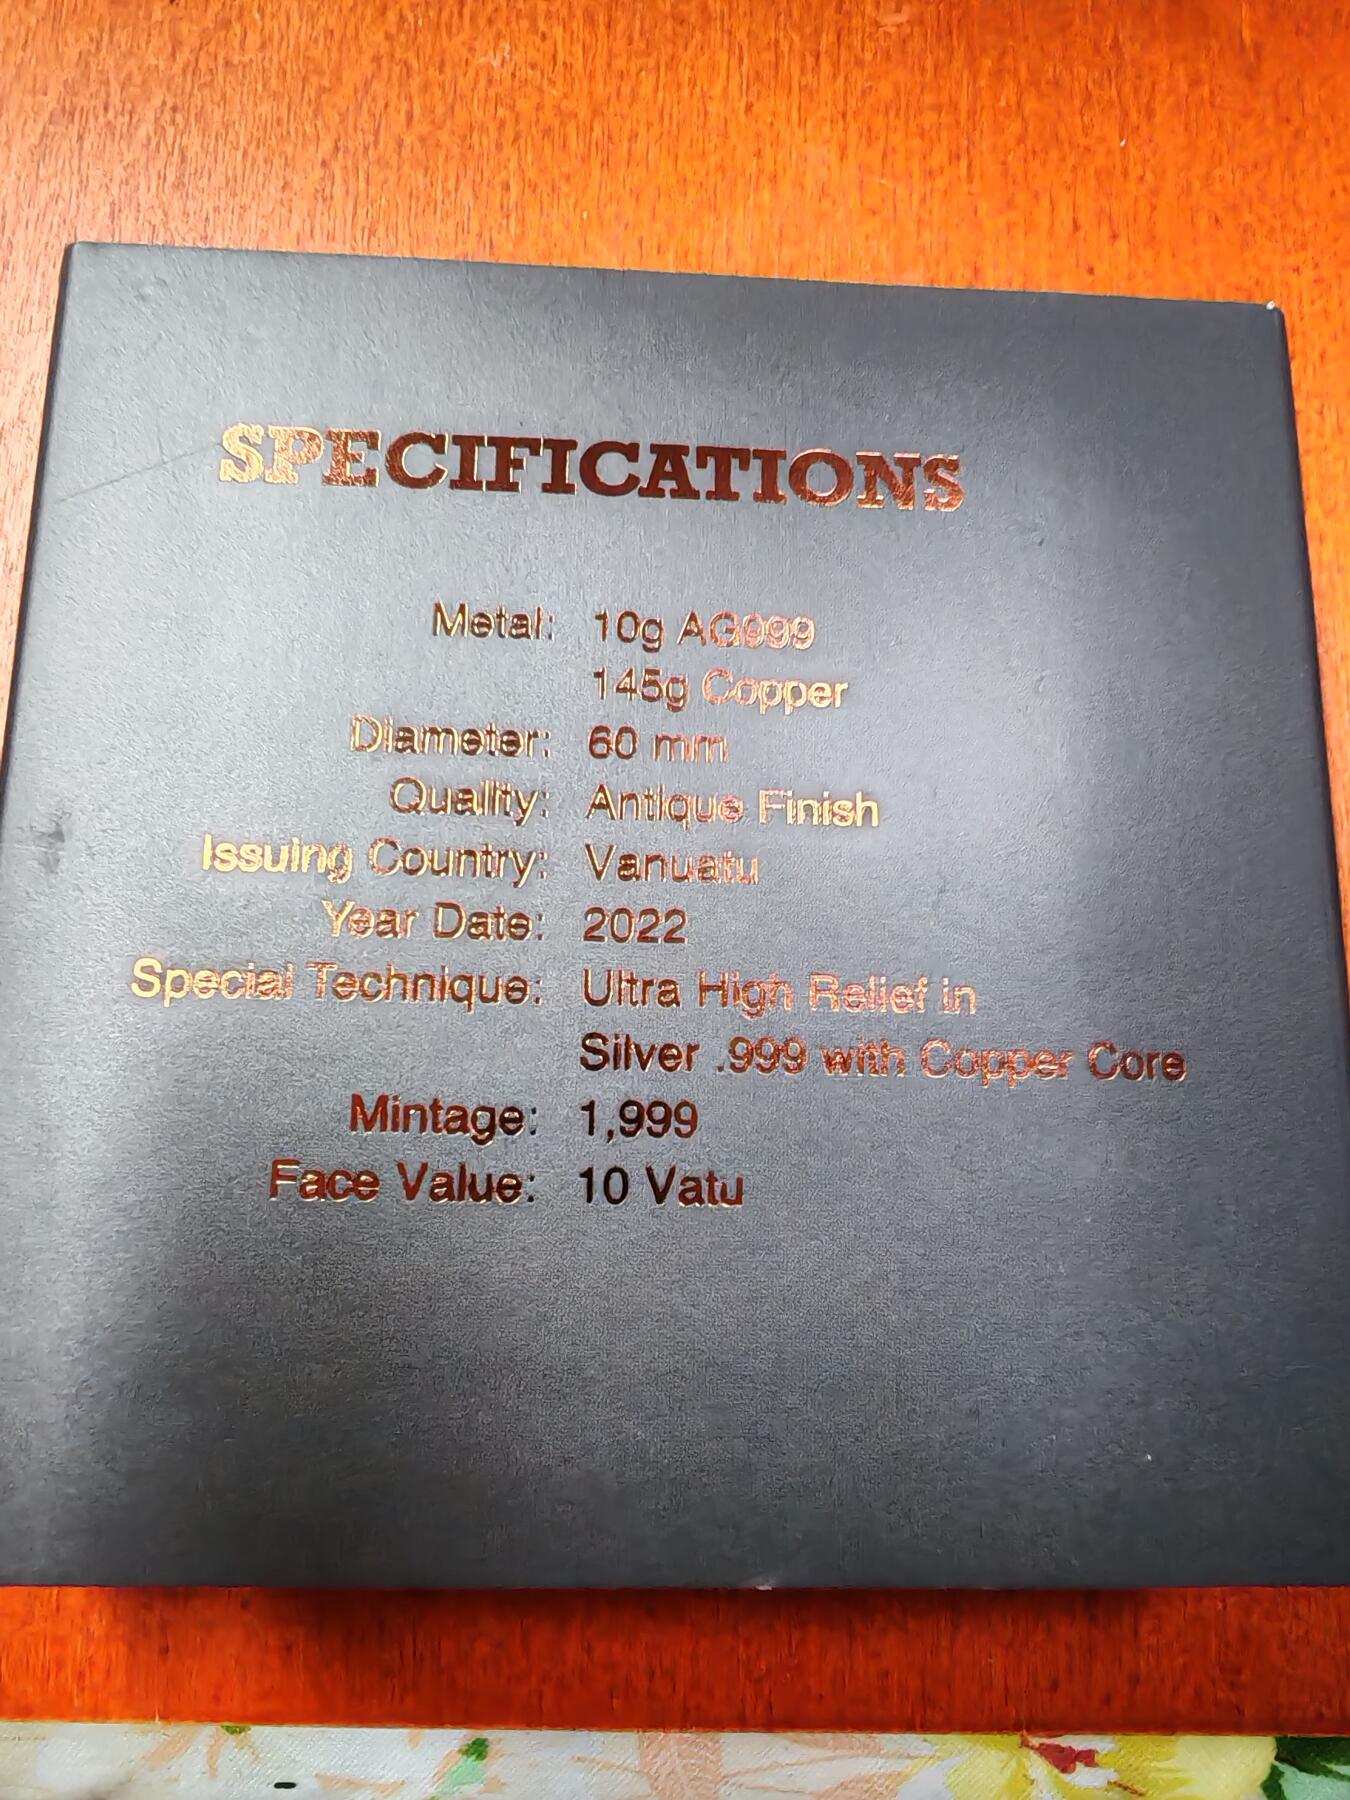 SPECIFICATIONS
Metal: 10g AG999
145g Copper
Diameter: 60 mm
Quality: Antique Finish
Issuing Country: Vanuatu
Year Date: 2022
Special Technique: Ultra High Relief in
Silver .999 with Copper Core
Mintage: 1,999
Face Value: 10 Vatu